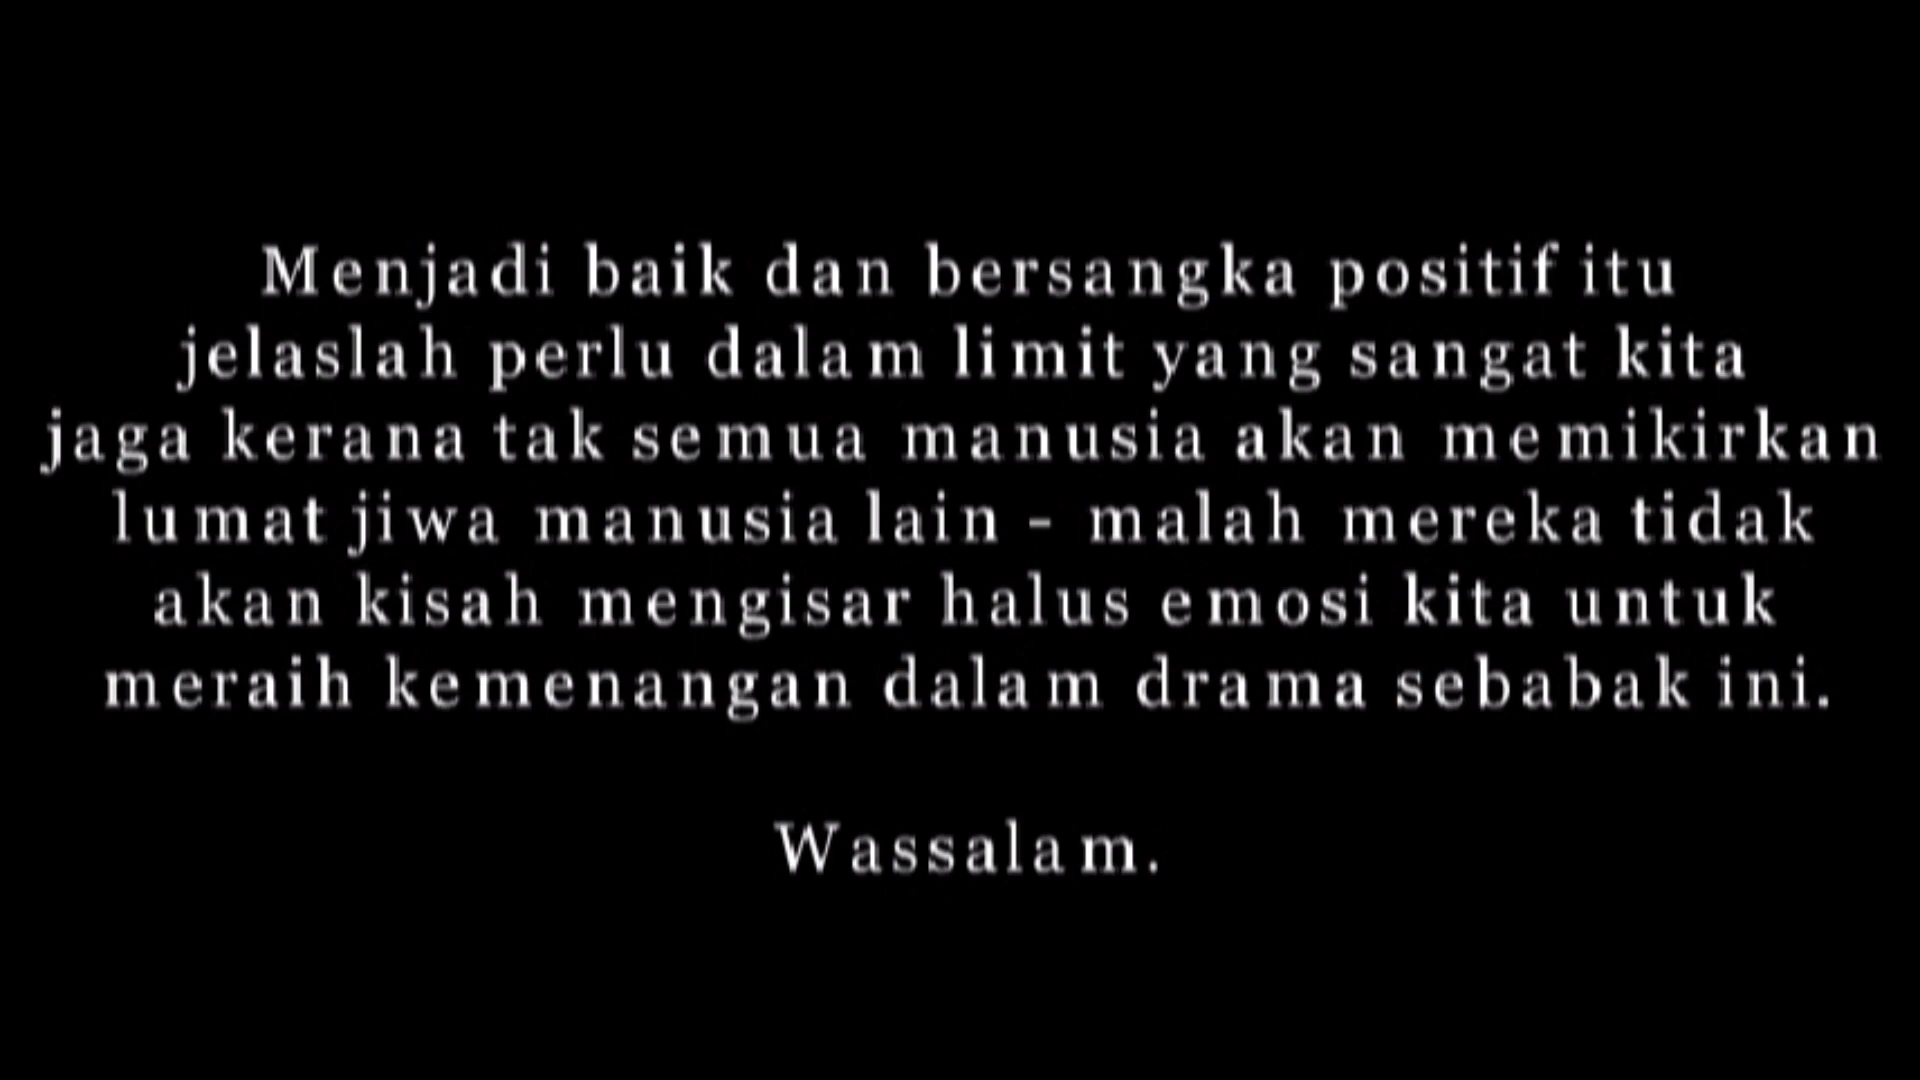 Menjadi baik dan bersangka positif itu
jelaslah perlu dalam limit yang sangat kita
jaga kerana tak semua manusia akan memikirkan
lumat jiwa manusia lain - malah mereka tidak
akan kisah mengisar halus emosi kita untuk
meraih kemenangan dalam drama sebabak ini.
Wassalam.